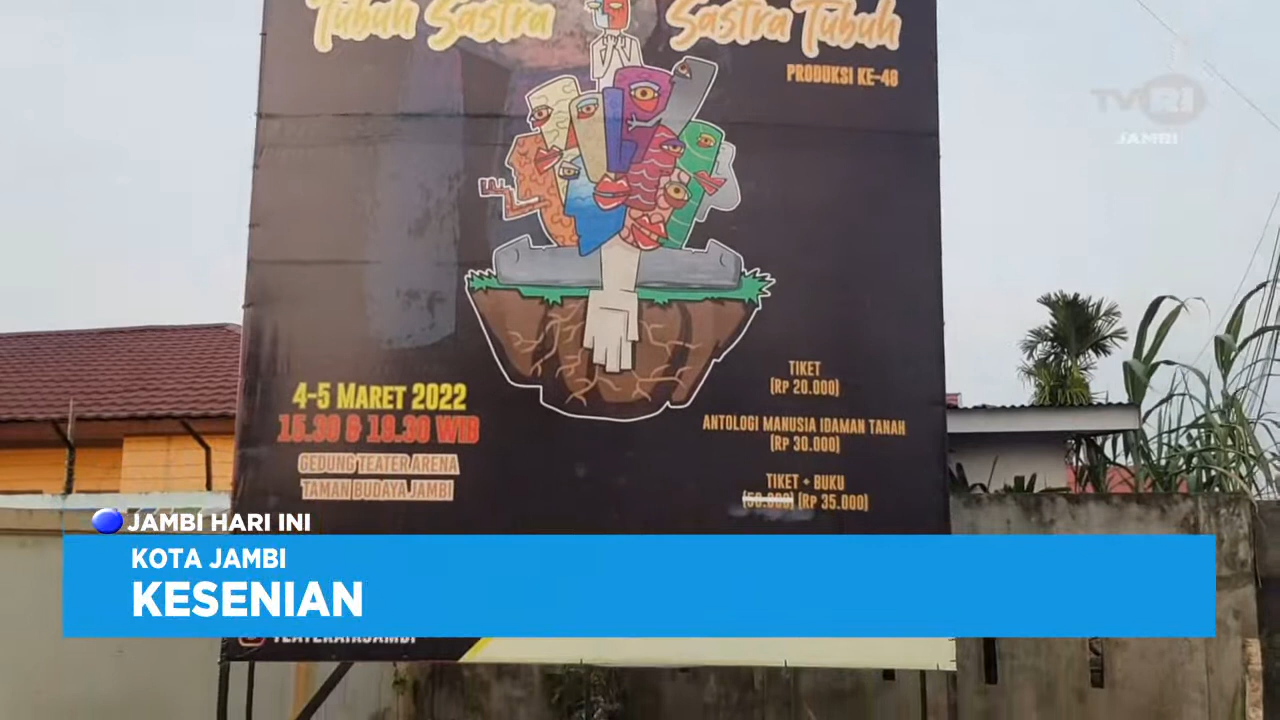 Tubuh Sastra
Sastra Tubuh
PRODUKSI KE-48
TVRI
JAMBI
4-5 MARET 2022
15.30 & 19.30 WIB
GEDUNG TEATER ARENA
TAMAN BUDAYA JAMBI
TIKET
(RP 20.000)
ANTOLOGI MANUSIA IDAMAN TANAH
(RP 30.000)
TIKET + BUKU
(50.000) (RP 35.000)
JAMBI HARI INI
KOTA JAMBI
KESENIAN